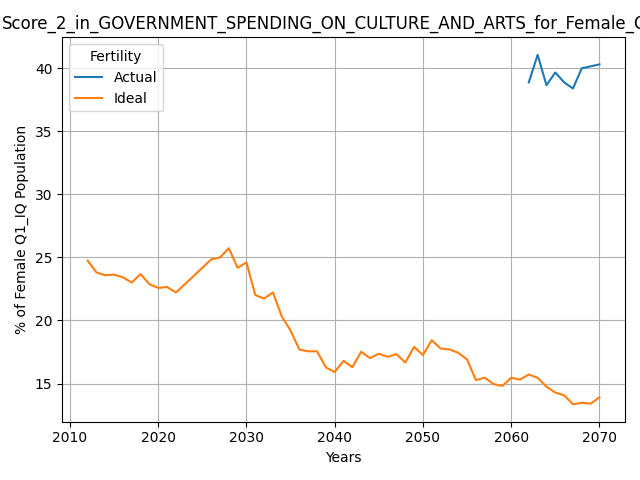 Score_2_in_GOVERNMENT_SPENDING_ON_CULTURE_AND_ARTS_for_Female_
Fertility
Actual
Ideal
% of Female Q1_IQ Population
40
35
30
25
20
15
2010 2020 2030 2040 2050 2060 2070
Years